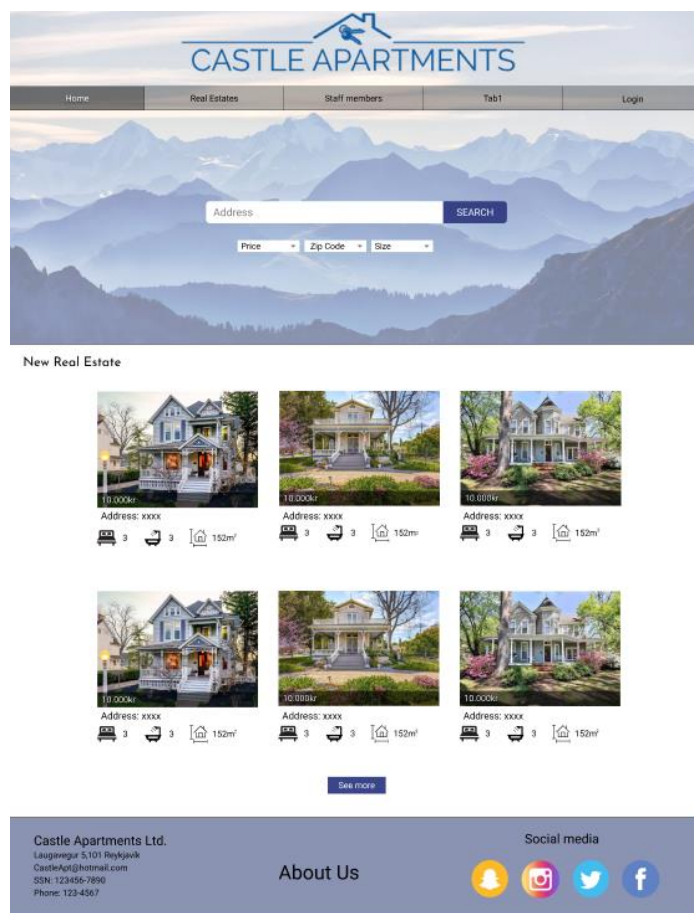 CASTLE APARTMENTS
Home Real Estates Staff members Tab1 Login
Address SEARCH
Price Zip Code Size
New Real Estate
10.000kr 10.000kr 10.000kr
Address: xxxx Address: xxxx Address: xxxx
3 3 152m² 3 3 152m² 3 3 152m²
10.000kr 10.000kr 10.000kr
Address: xxxx Address: xxxx Address: xxxx
3 3 152m² 3 3 152m² 3 3 152m²
See more
Castle Apartments Ltd.
Laugavegur 5,101 Reykjavik
CastleApt@hotmail.com
SSN: 123456-7890
Phone: 123-4567
About Us
Social media